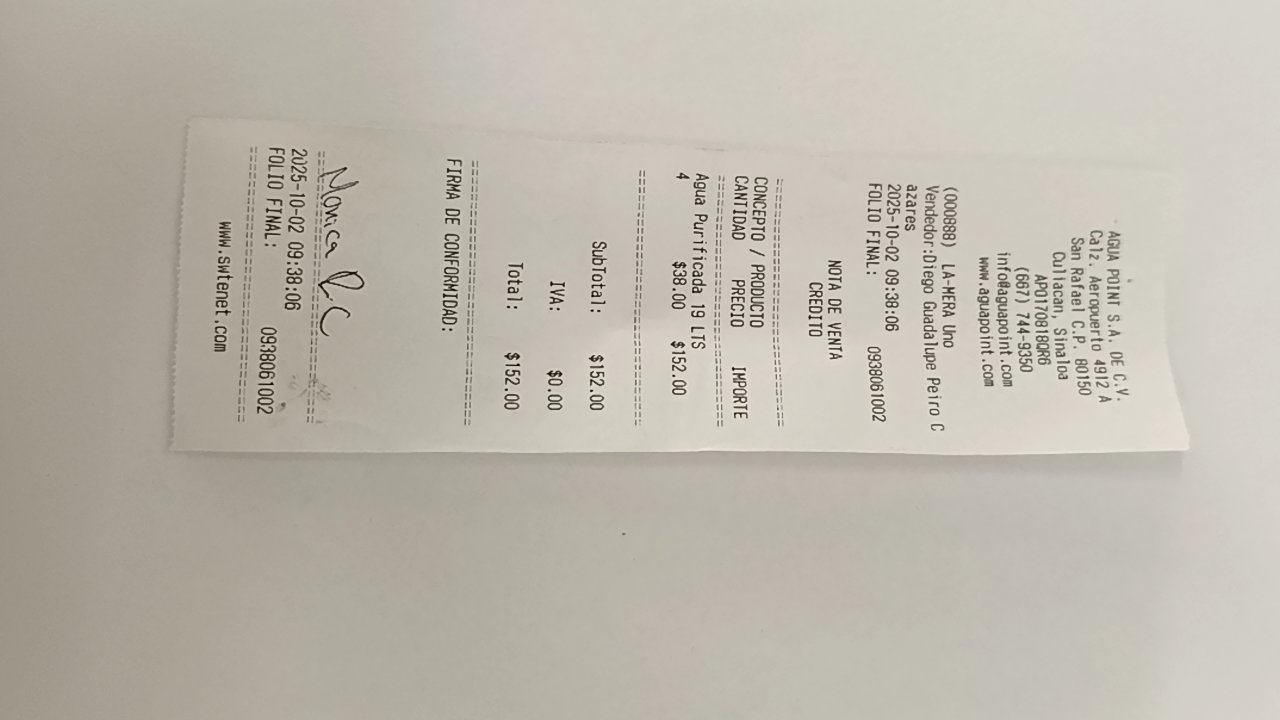 AGUA POINT S.A. DE C.V.
Calz. Aeropuerto 4912 A
San Rafael C.P. 80150
Culiacan, Sinaloa
APO170818QR6
(667) 744-9350
info@aguapoint.com
www.aguapoint.com
(000888) LA-MERA Uno
Vendedor:Diego Guadalupe Peiro C
azares
2025-10-02 09:38:06
FOLIO FINAL: 0938061002
NOTA DE VENTA
CREDITO
CONCEPTO / PRODUCTO
CANTIDAD PRECIO IMPORTE
Agua Purificada 19 LTS
4 $38.00 $152.00
SubTotal: $152.00
IVA: $0.00
Total: $152.00
FIRMA DE CONFORMIDAD:
Monica R C
2025-10-02 09:38:06
FOLIO FINAL: 0938061002
www.swtenet.com